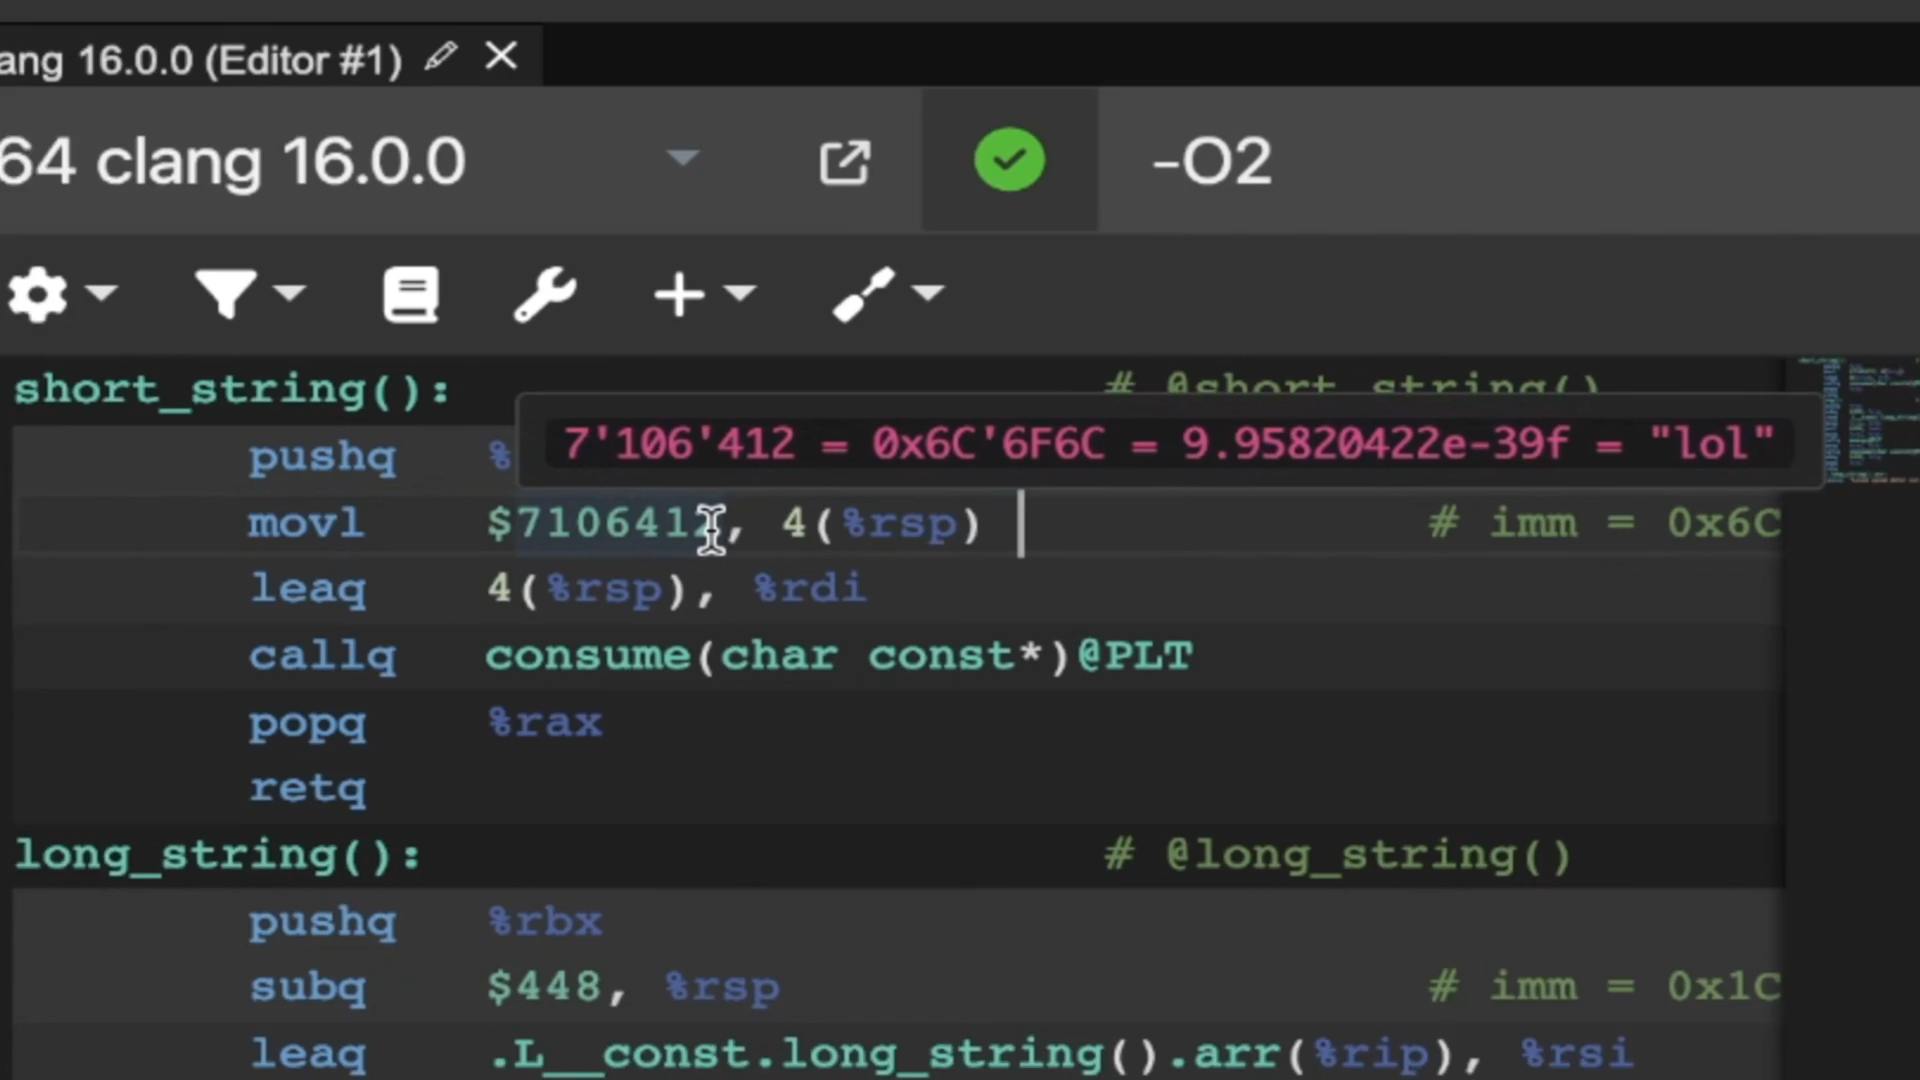 ang 16.0.0 (Editor #1)
64 clang 16.0.0 -O2
short_string(): # @short_string()
7'106'412 = 0x6C'6F6C = 9.95820422e-39f = "lol"
pushq %
movl $7106412, 4(%rsp) # imm = 0x6C
leaq 4(%rsp), %rdi
callq consume(char const*)@PLT
popq %rax
retq
long_string(): # @long_string()
pushq %rbx
subq $448, %rsp # imm = 0x1C
leaq .L__const.long_string().arr(%rip), %rsi